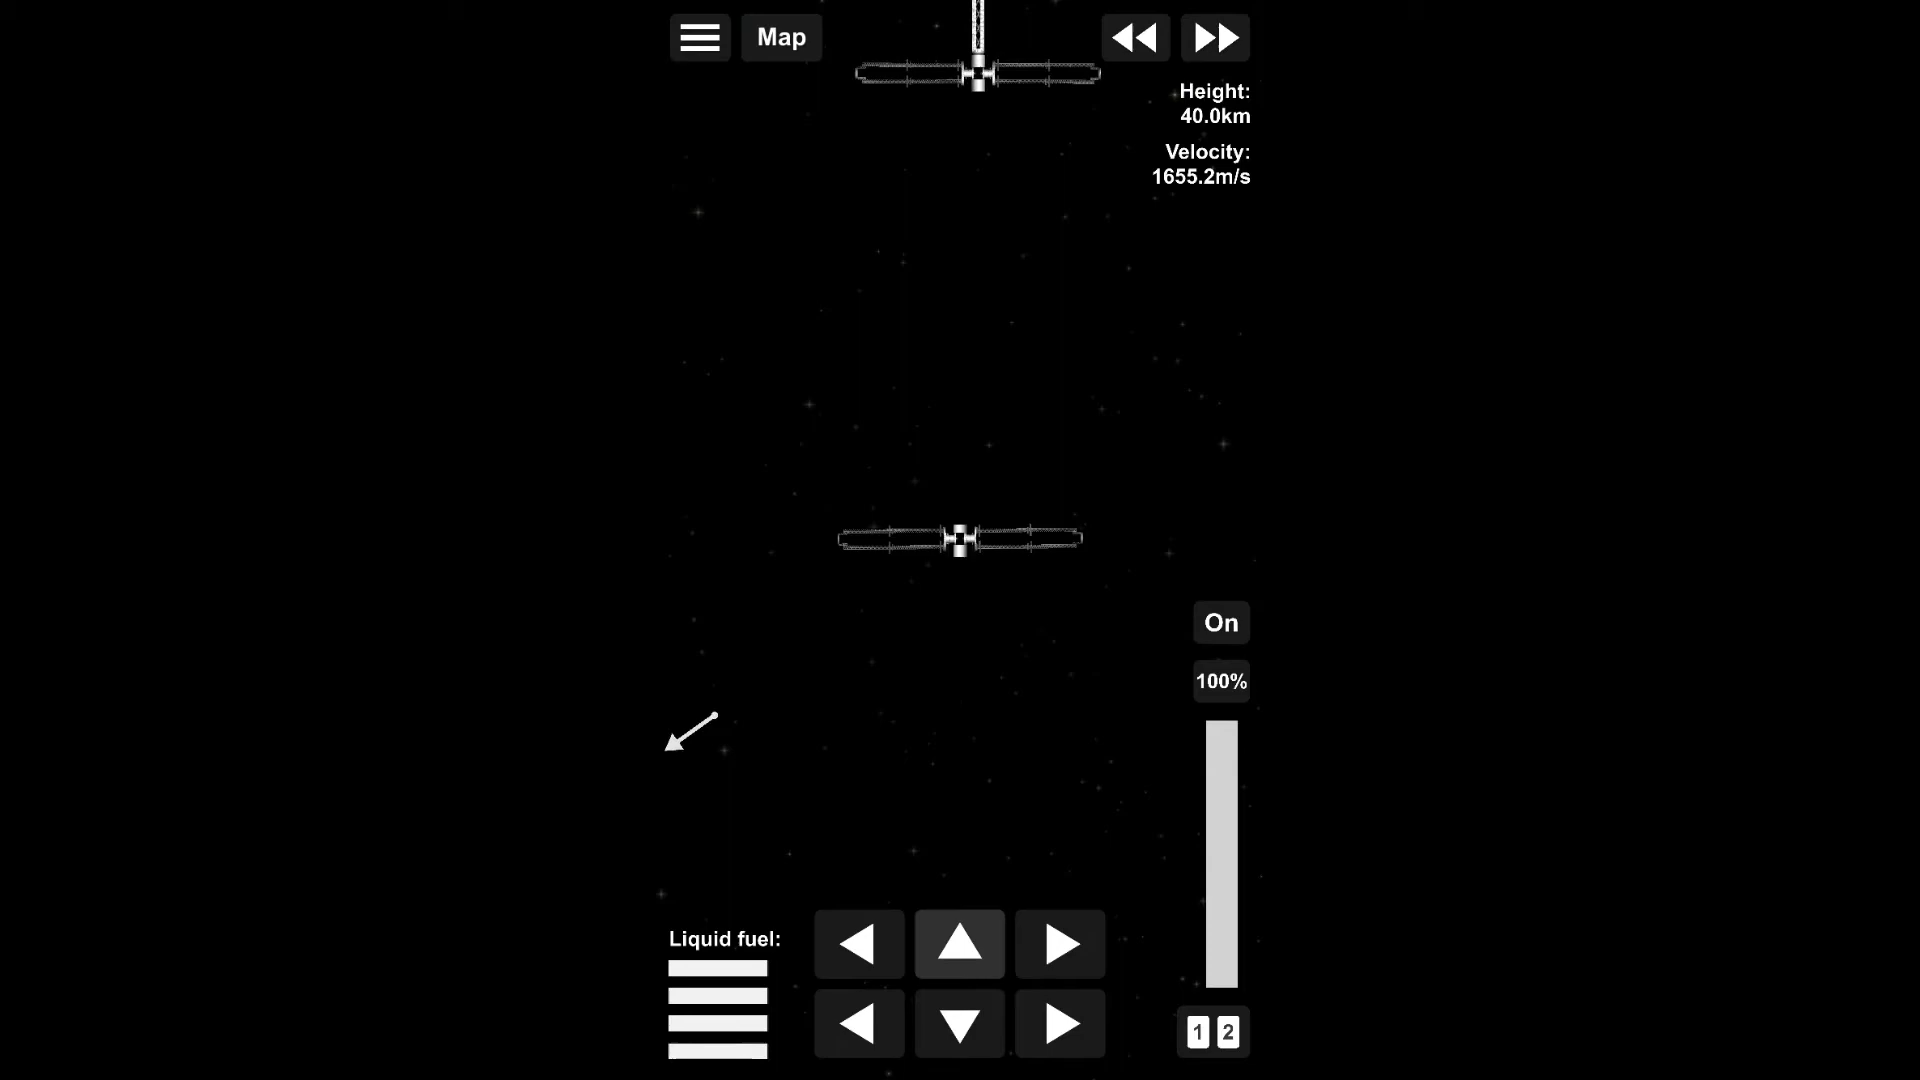 Map
Height:
40.0km
Velocity:
1655.2m/s
On
100%
Liquid fuel:
1 2